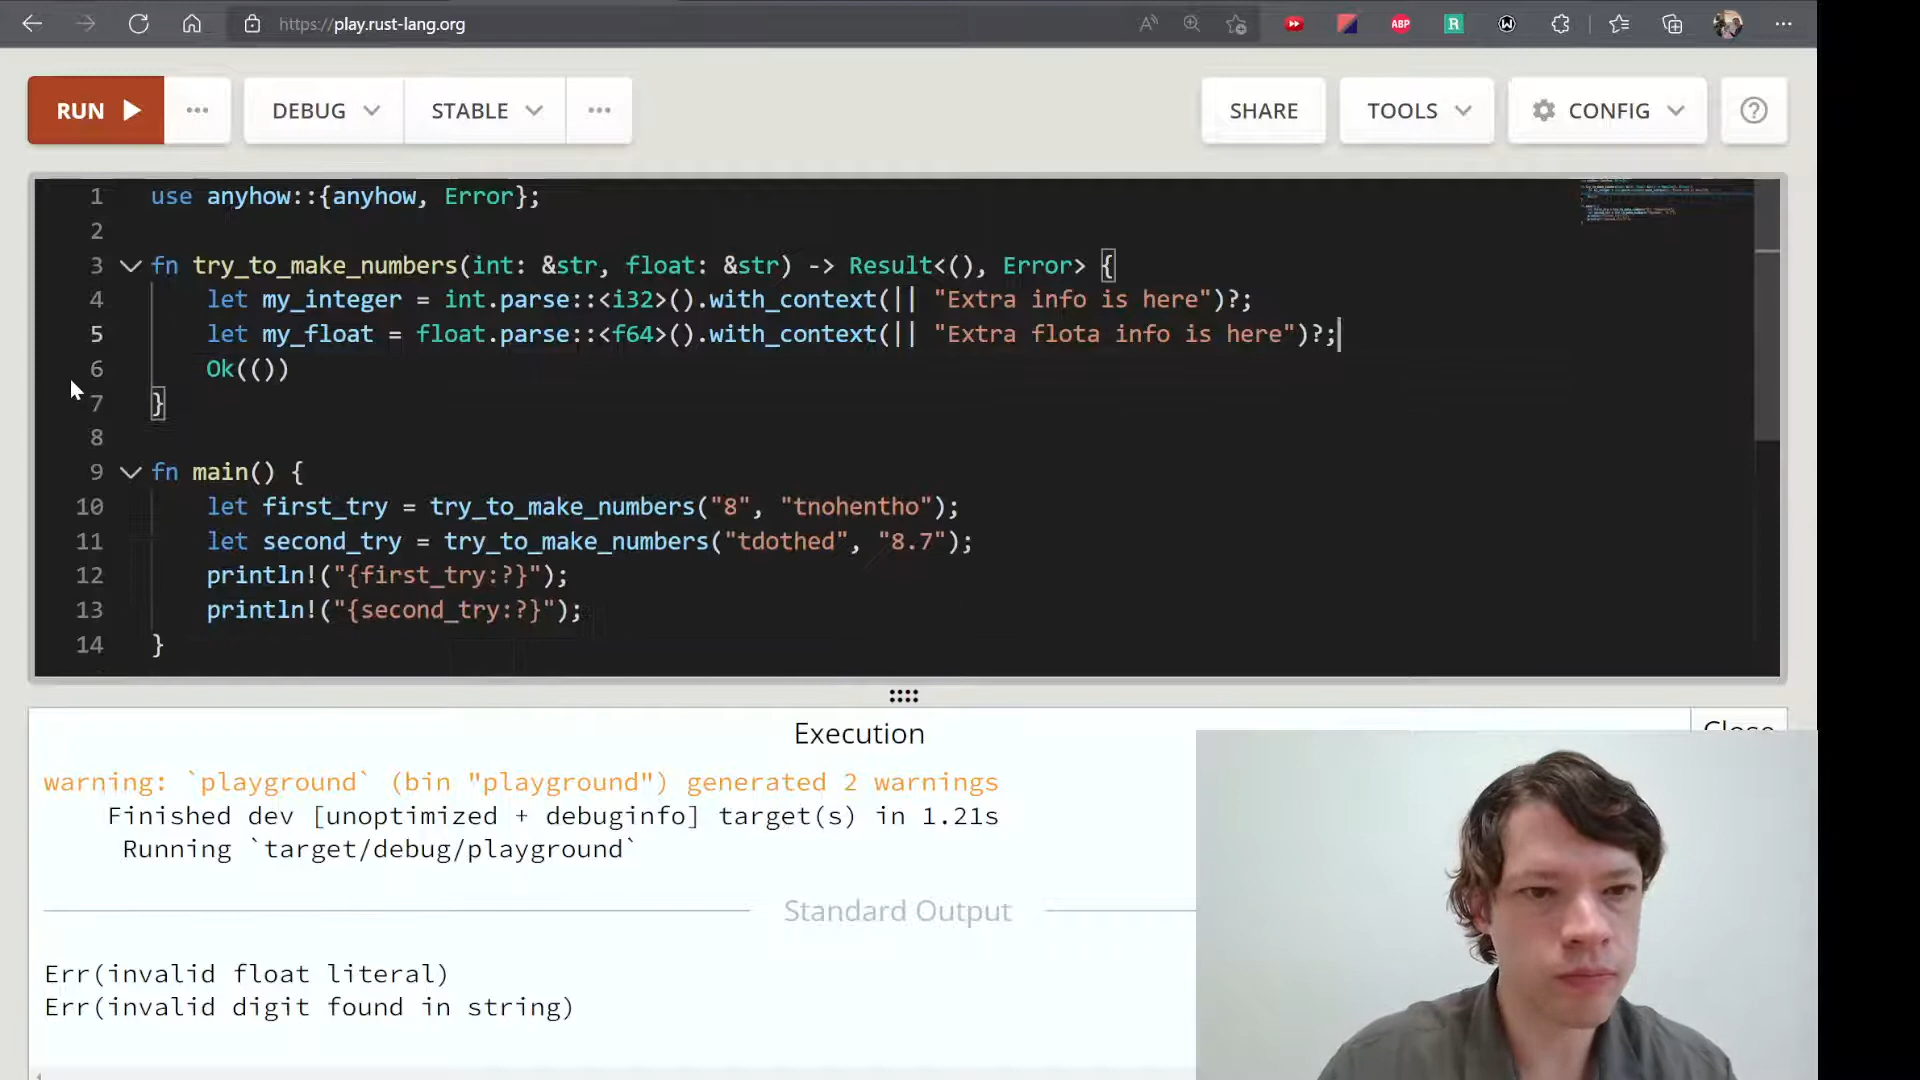 https://play.rust-lang.org
ABP
R
RUN
DEBUG
STABLE
SHARE
TOOLS
CONFIG
1 use anyhow::{anyhow, Error};
2
3 fn try_to_make_numbers(int: &str, float: &str) -> Result<(), Error> {
4 let my_integer = int.parse::<i32>().with_context(|| "Extra info is here")?;
5 let my_float = float.parse::<f64>().with_context(|| "Extra flota info is here")?;
6 Ok(())
7 }
8
9 fn main() {
10 let first_try = try_to_make_numbers("8", "tnohentho");
11 let second_try = try_to_make_numbers("tdothed", "8.7");
12 println!("{first_try:?}");
13 println!("{second_try:?}");
14 }
Execution
Close
warning: `playground` (bin "playground") generated 2 warnings
Finished dev [unoptimized + debuginfo] target(s) in 1.21s
Running `target/debug/playground`
Standard Output
Err(invalid float literal)
Err(invalid digit found in string)